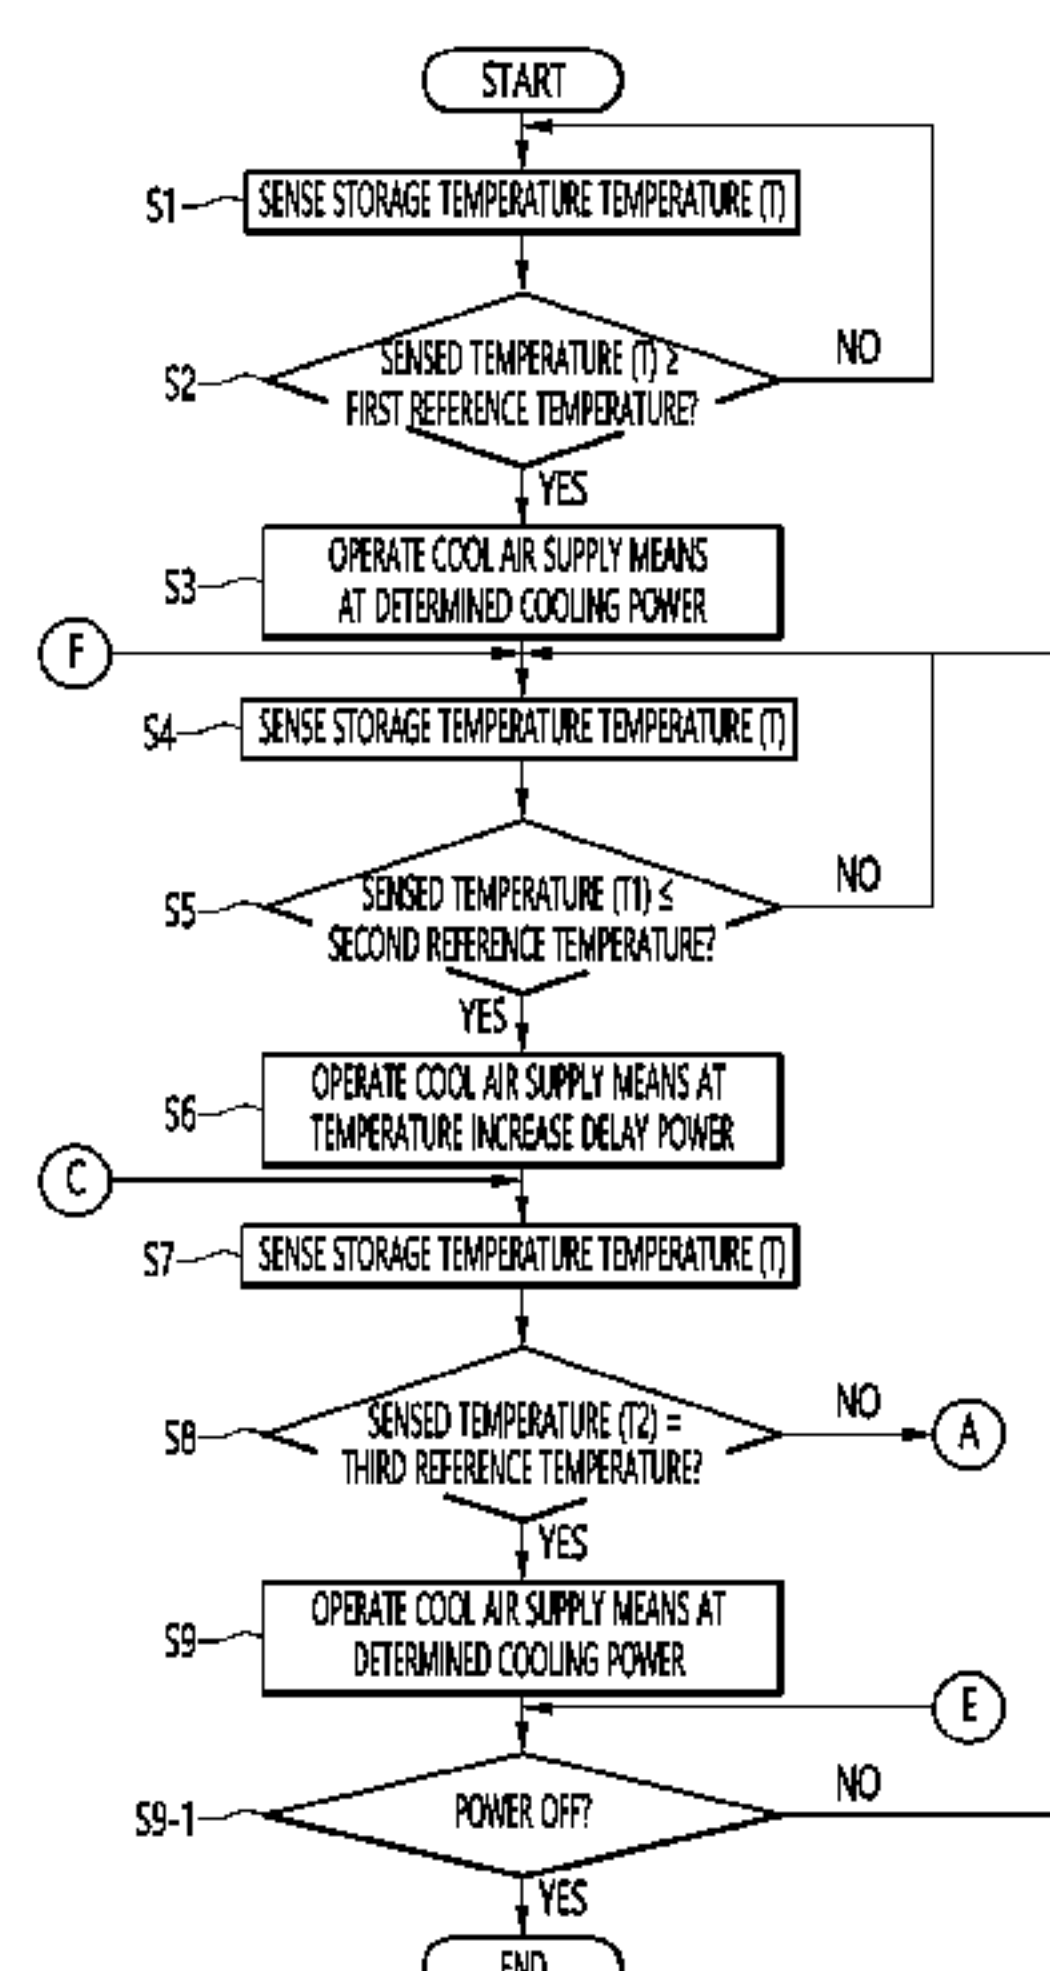 START
S1
SENSE STORAGE TEMPERATURE TEMPERATURE (T)
S2
SENSED TEMPERATURE (T) ≥
FIRST REFERENCE TEMPERATURE?
NO
YES
S3
OPERATE COOL AIR SUPPLY MEANS
AT DETERMINED COOLING POWER
F
S4
SENSE STORAGE TEMPERATURE TEMPERATURE (T)
S5
SENSED TEMPERATURE (T1) ≤
SECOND REFERENCE TEMPERATURE?
NO
YES
S6
OPERATE COOL AIR SUPPLY MEANS AT
TEMPERATURE INCREASE DELAY POWER
C
S7
SENSE STORAGE TEMPERATURE TEMPERATURE (T)
S8
SENSED TEMPERATURE (T2) =
THIRD REFERENCE TEMPERATURE?
NO
A
YES
S9
OPERATE COOL AIR SUPPLY MEANS AT
DETERMINED COOLING POWER
E
S9-1
POWER OFF?
NO
YES
END